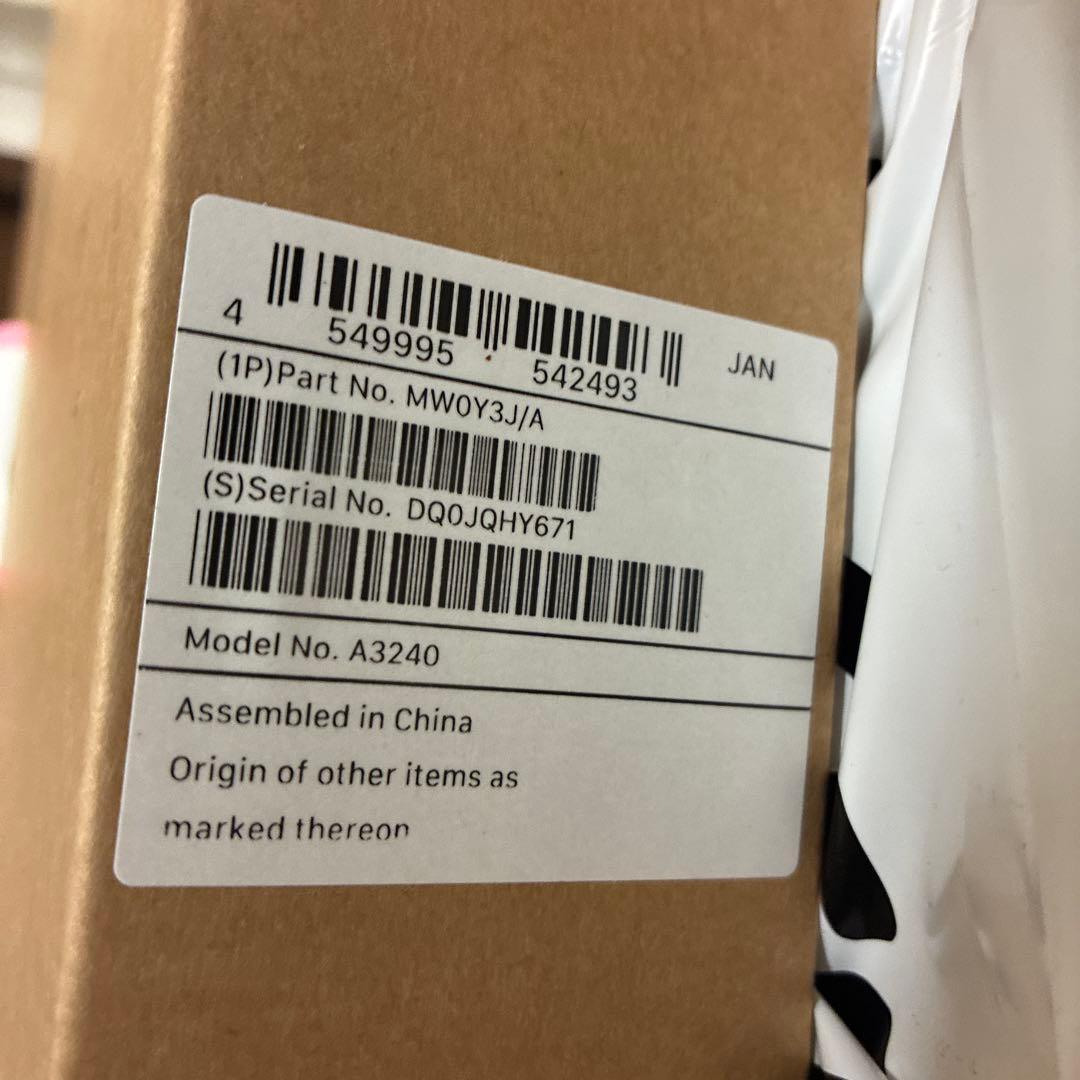 4 549995 542493 JAN
(1P)Part No. MW0Y3J/A
(S)Serial No. DQ0JQHY671
Model No. A3240
Assembled in China
Origin of other items as
marked thereon